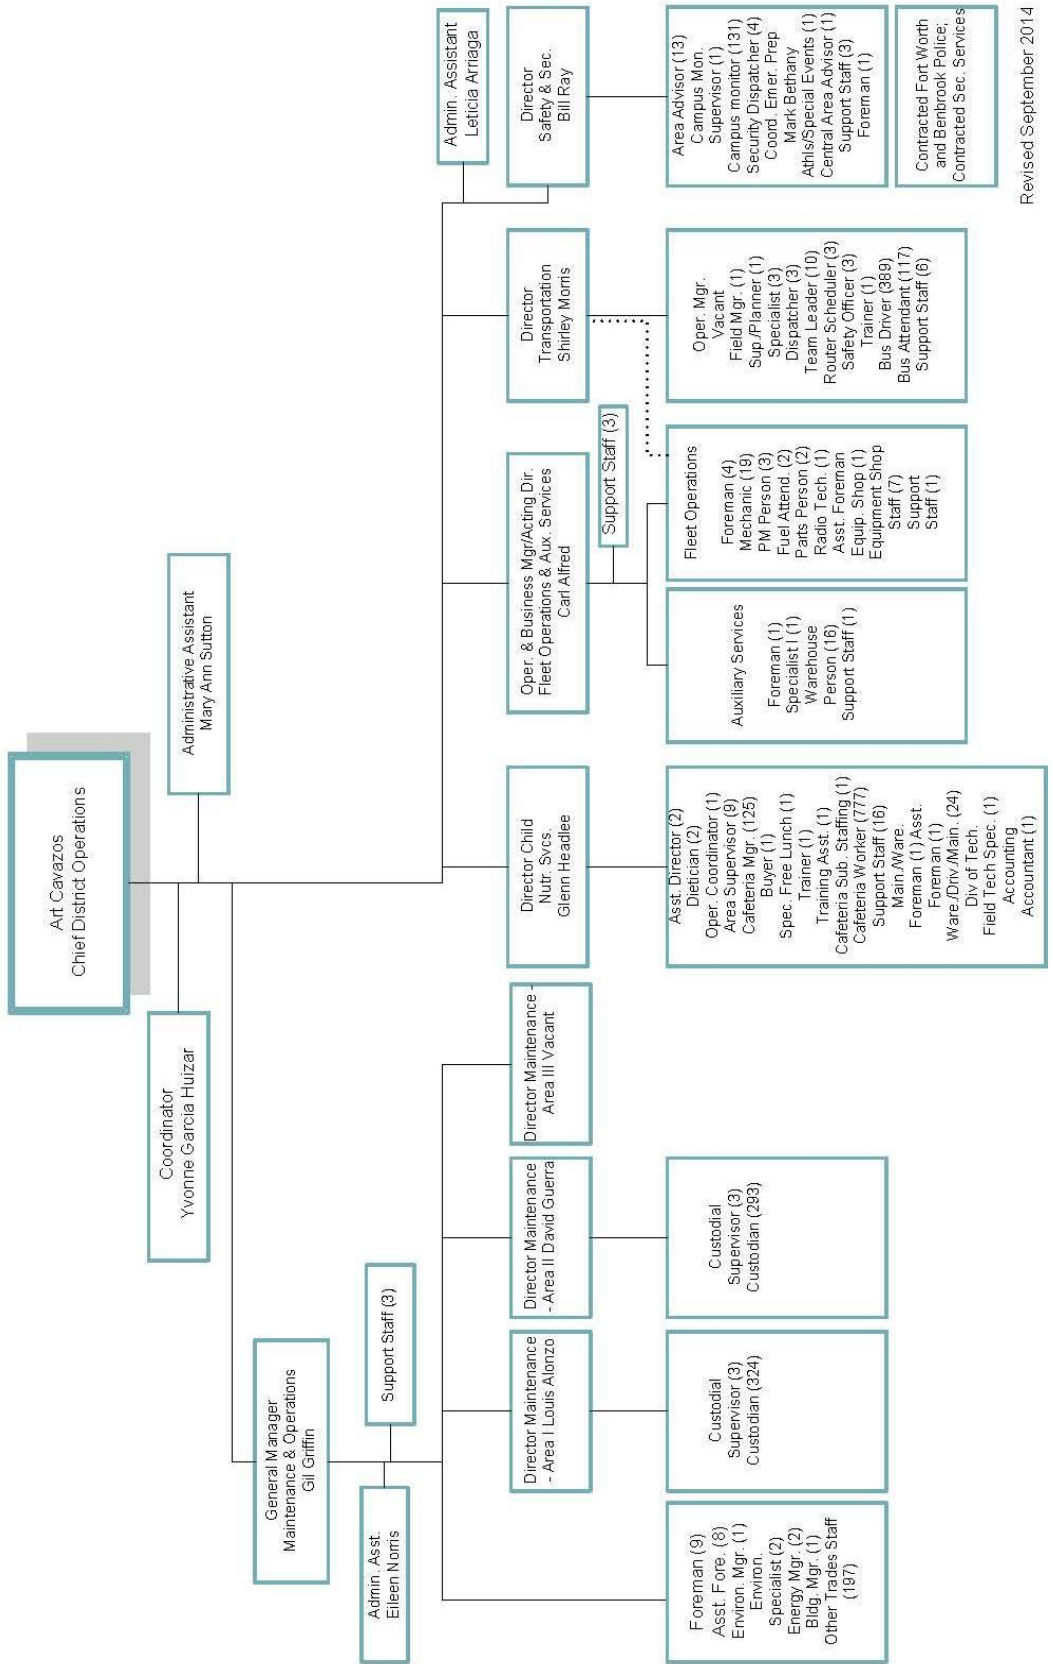 Art Cavazos
Chief District Operations
Coordinator
Yvonne Garcia Huizar
Administrative Assistant
Mary Ann Sutton
General Manager
Maintenance & Operations
Gil Griffin
Admin. Asst.
Eileen Norris
Support Staff (3)
Admin. Assistant
Leticia Arriaga
Director Maintenance
- Area I Louis Alonzo
Director Maintenance
- Area II David Guerra
Director Maintenance -
Area III Vacant
Director Child
Nutr. Svcs.
Glenn Headlee
Oper. & Business Mgr/Acting Dir.
Fleet Operations & Aux. Services
Carl Alfred
Director
Transportation
Shirley Morris
Director
Safety & Sec.
Bill Ray
Support Staff (3)
Foreman (9)
Asst. Fore. (8)
Environ. Mgr. (1)
Environ.
Specialist (2)
Energy Mgr. (2)
Bldg. Mgr. (1)
Other Trades Staff
(197)
Custodial
Supervisor (3)
Custodian (324)
Custodial
Supervisor (3)
Custodian (293)
Asst. Director (2)
Dietician (2)
Oper. Coordinator (1)
Area Supervisor (9)
Cafeteria Mgr. (125)
Buyer (1)
Spec. Free Lunch (1)
Trainer (1)
Training Asst. (1)
Cafeteria Sub. Staffing (1)
Cafeteria Worker (777)
Support Staff (16)
Main./Ware.
Foreman (1) Asst.
Foreman (1)
Ware./Driv./Main. (24)
Div of Tech.
Field Tech Spec. (1)
Accounting
Accountant (1)
Auxiliary Services
Foreman (1)
Specialist I (1)
Warehouse
Person (16)
Support Staff (1)
Fleet Operations
Foreman (4)
Mechanic (19)
PM Person (3)
Fuel Attend. (2)
Parts Person (2)
Radio Tech. (1)
Asst. Foreman
Equip. Shop (1)
Equipment Shop
Staff (7)
Support
Staff (1)
Oper. Mgr.
Vacant
Field Mgr. (1)
Sup./Planner (1)
Specialist (3)
Dispatcher (3)
Team Leader (10)
Router Scheduler (3)
Safety Officer (3)
Trainer (1)
Bus Driver (389)
Bus Attendant (117)
Support Staff (6)
Area Advisor (13)
Campus Mon.
Supervisor (1)
Campus monitor (131)
Security Dispatcher (4)
Coord. Emer. Prep
Mark Bethany
Athls/Special Events (1)
Central Area Advisor (1)
Support Staff (3)
Foreman (1)
Contracted Fort Worth
and Benbrook Police;
Contracted Sec. Services
Revised September 2014